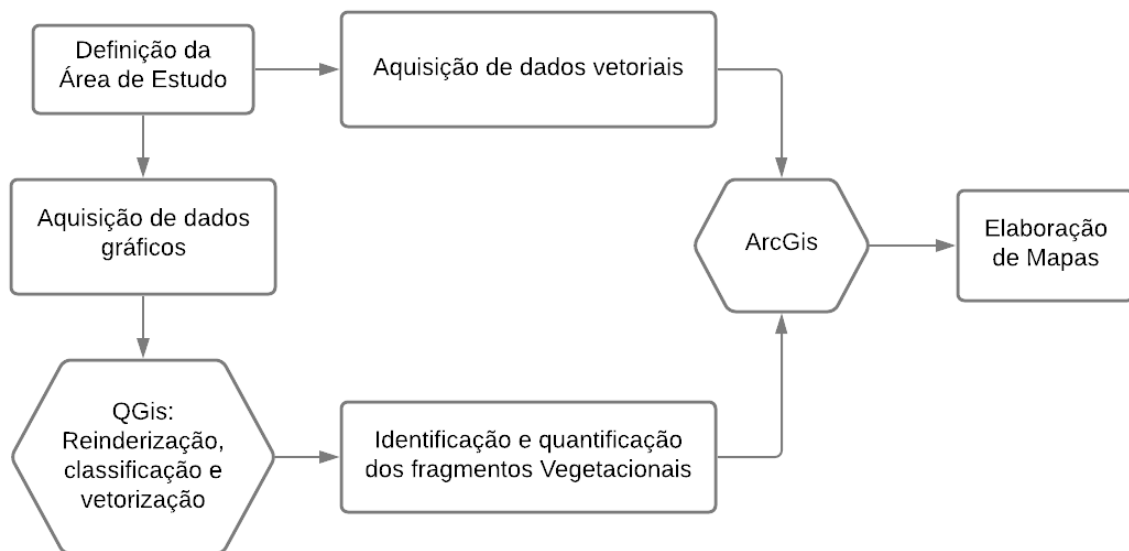 Definição da
Área de Estudo
Aquisição de dados vetoriais
Aquisição de dados
gráficos
ArcGis
Elaboração
de Mapas
QGis:
Reinderização,
classificação e
vetorização
Identificação e quantificação
dos fragmentos Vegetacionais